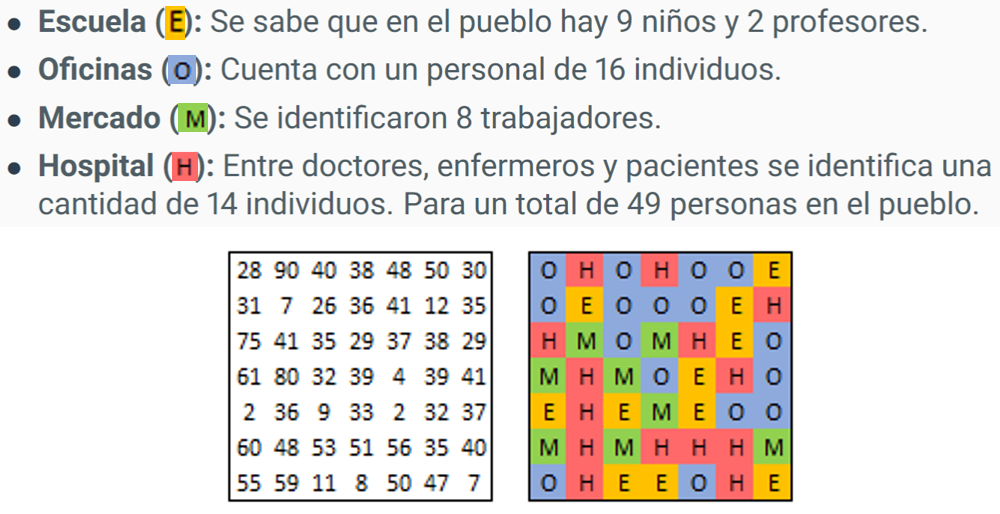 ● Escuela (E): Se sabe que en el pueblo hay 9 niños y 2 profesores.
● Oficinas (O): Cuenta con un personal de 16 individuos.
● Mercado (M): Se identificaron 8 trabajadores.
● Hospital (H): Entre doctores, enfermeros y pacientes se identifica una
cantidad de 14 individuos. Para un total de 49 personas en el pueblo.
28 90 40 38 48 50 30
31 7 26 36 41 12 35
75 41 35 29 37 38 29
61 80 32 39 4 39 41
2 36 9 33 2 32 37
60 48 53 51 56 35 40
55 59 11 8 50 47 7
O H O H O O E
O E O O O E H
H M O M H E O
M H M O E H O
E H E M E O O
M H M H H H M
O H E E O H E